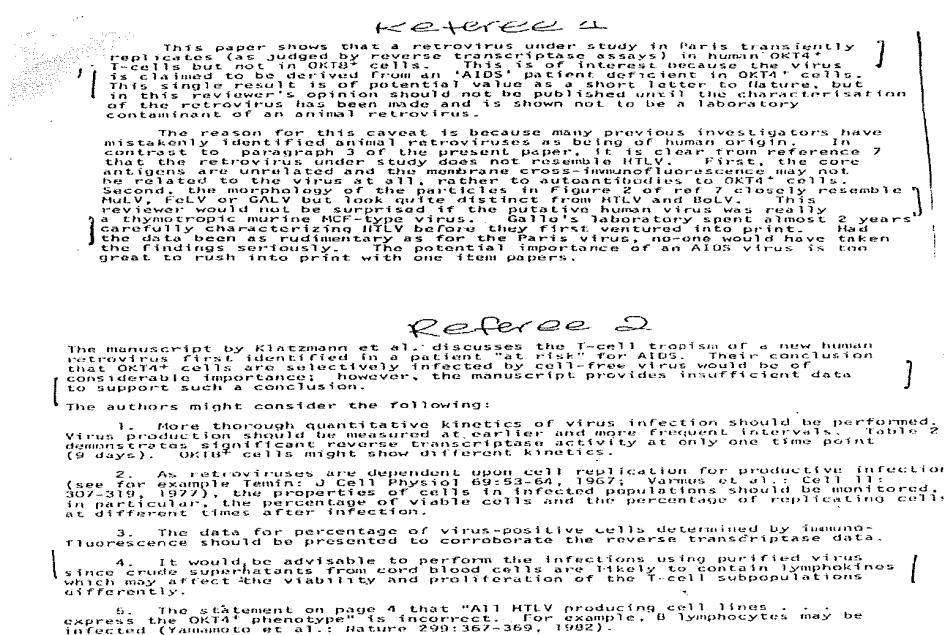 Referee 1
This paper shows that a retrovirus under study in Paris transiently
replicates (as judged by reverse transcriptase assays) in human OKT4+
T-cells but not in OKT8+ cells. This is of interest because the virus
is claimed to be derived from an 'AIDS' patient deficient in OKT4+ cells.
This single result is of potential value as a short letter to Nature, but
in this reviewer's opinion should not be published until the characterisation
of the retrovirus has been made and is shown not to be a laboratory
contaminant of an animal retrovirus.
The reason for this caveat is because many previous investigators have
mistakenly identified animal retroviruses as being of human origin. In
contrast to paragraph 3 of the present paper, it is clear from reference 7
that the retrovirus under study does not resemble HTLV. First, the core
antigens are unrelated and the membrane cross-immunofluorescence may not
be related to the virus at all, rather to autoantibodies to OKT4+ cells.
Second, the morphology of the particles in Figure 2 of ref 7 closely resemble
MuLV, FeLV or GALV but look quite distinct from HTLV and BoLV. This
reviewer would not be surprised if the putative human virus was really
a thymotropic murine MCF-type virus. Gallo's laboratory spent almost 2 years
carefully characterizing HTLV before they first ventured into print. Had
the data been as rudimentary as for the Paris virus, no-one would have taken
the findings seriously. The potential importance of an AIDS virus is too
great to rush into print with one item papers.
Referee 2
The manuscript by Klatzmann et al. discusses the T-cell tropism of a new human
retrovirus first identified in a patient "at risk" for AIDS. Their conclusion
that OKT4+ cells are selectively infected by cell-free virus would be of
considerable importance; however, the manuscript provides insufficient data
to support such a conclusion.
The authors might consider the following:
1. More thorough quantitative kinetics of virus infection should be performed.
Virus production should be measured at earlier and more frequent intervals. Table 2
demonstrates significant reverse transcriptase activity at only one time point
(9 days). OKT8+ cells might show different kinetics.
2. As retroviruses are dependent upon cell replication for productive infection
(see for example Temin: J Cell Physiol 69:53-64, 1967; Varmus et al.: Cell 11:
307-319, 1977), the properties of cells in infected populations should be monitored,
in particular, the percentage of viable cells and the percentage of replicating cells
at different times after infection.
3. The data for percentage of virus-positive cells determined by immuno-
fluorescence should be presented to corroborate the reverse transcriptase data.
4. It would be advisable to perform the infections using purified virus
since crude supernatants from cord blood cells are likely to contain lymphokines
which may affect the viability and proliferation of the T-cell subpopulations
differently.
5. The statement on page 4 that "All HTLV producing cell lines . . .
express the OKT4+ phenotype" is incorrect. For example, B lymphocytes may be
infected (Yamamoto et al.: Nature 299:367-369, 1982).